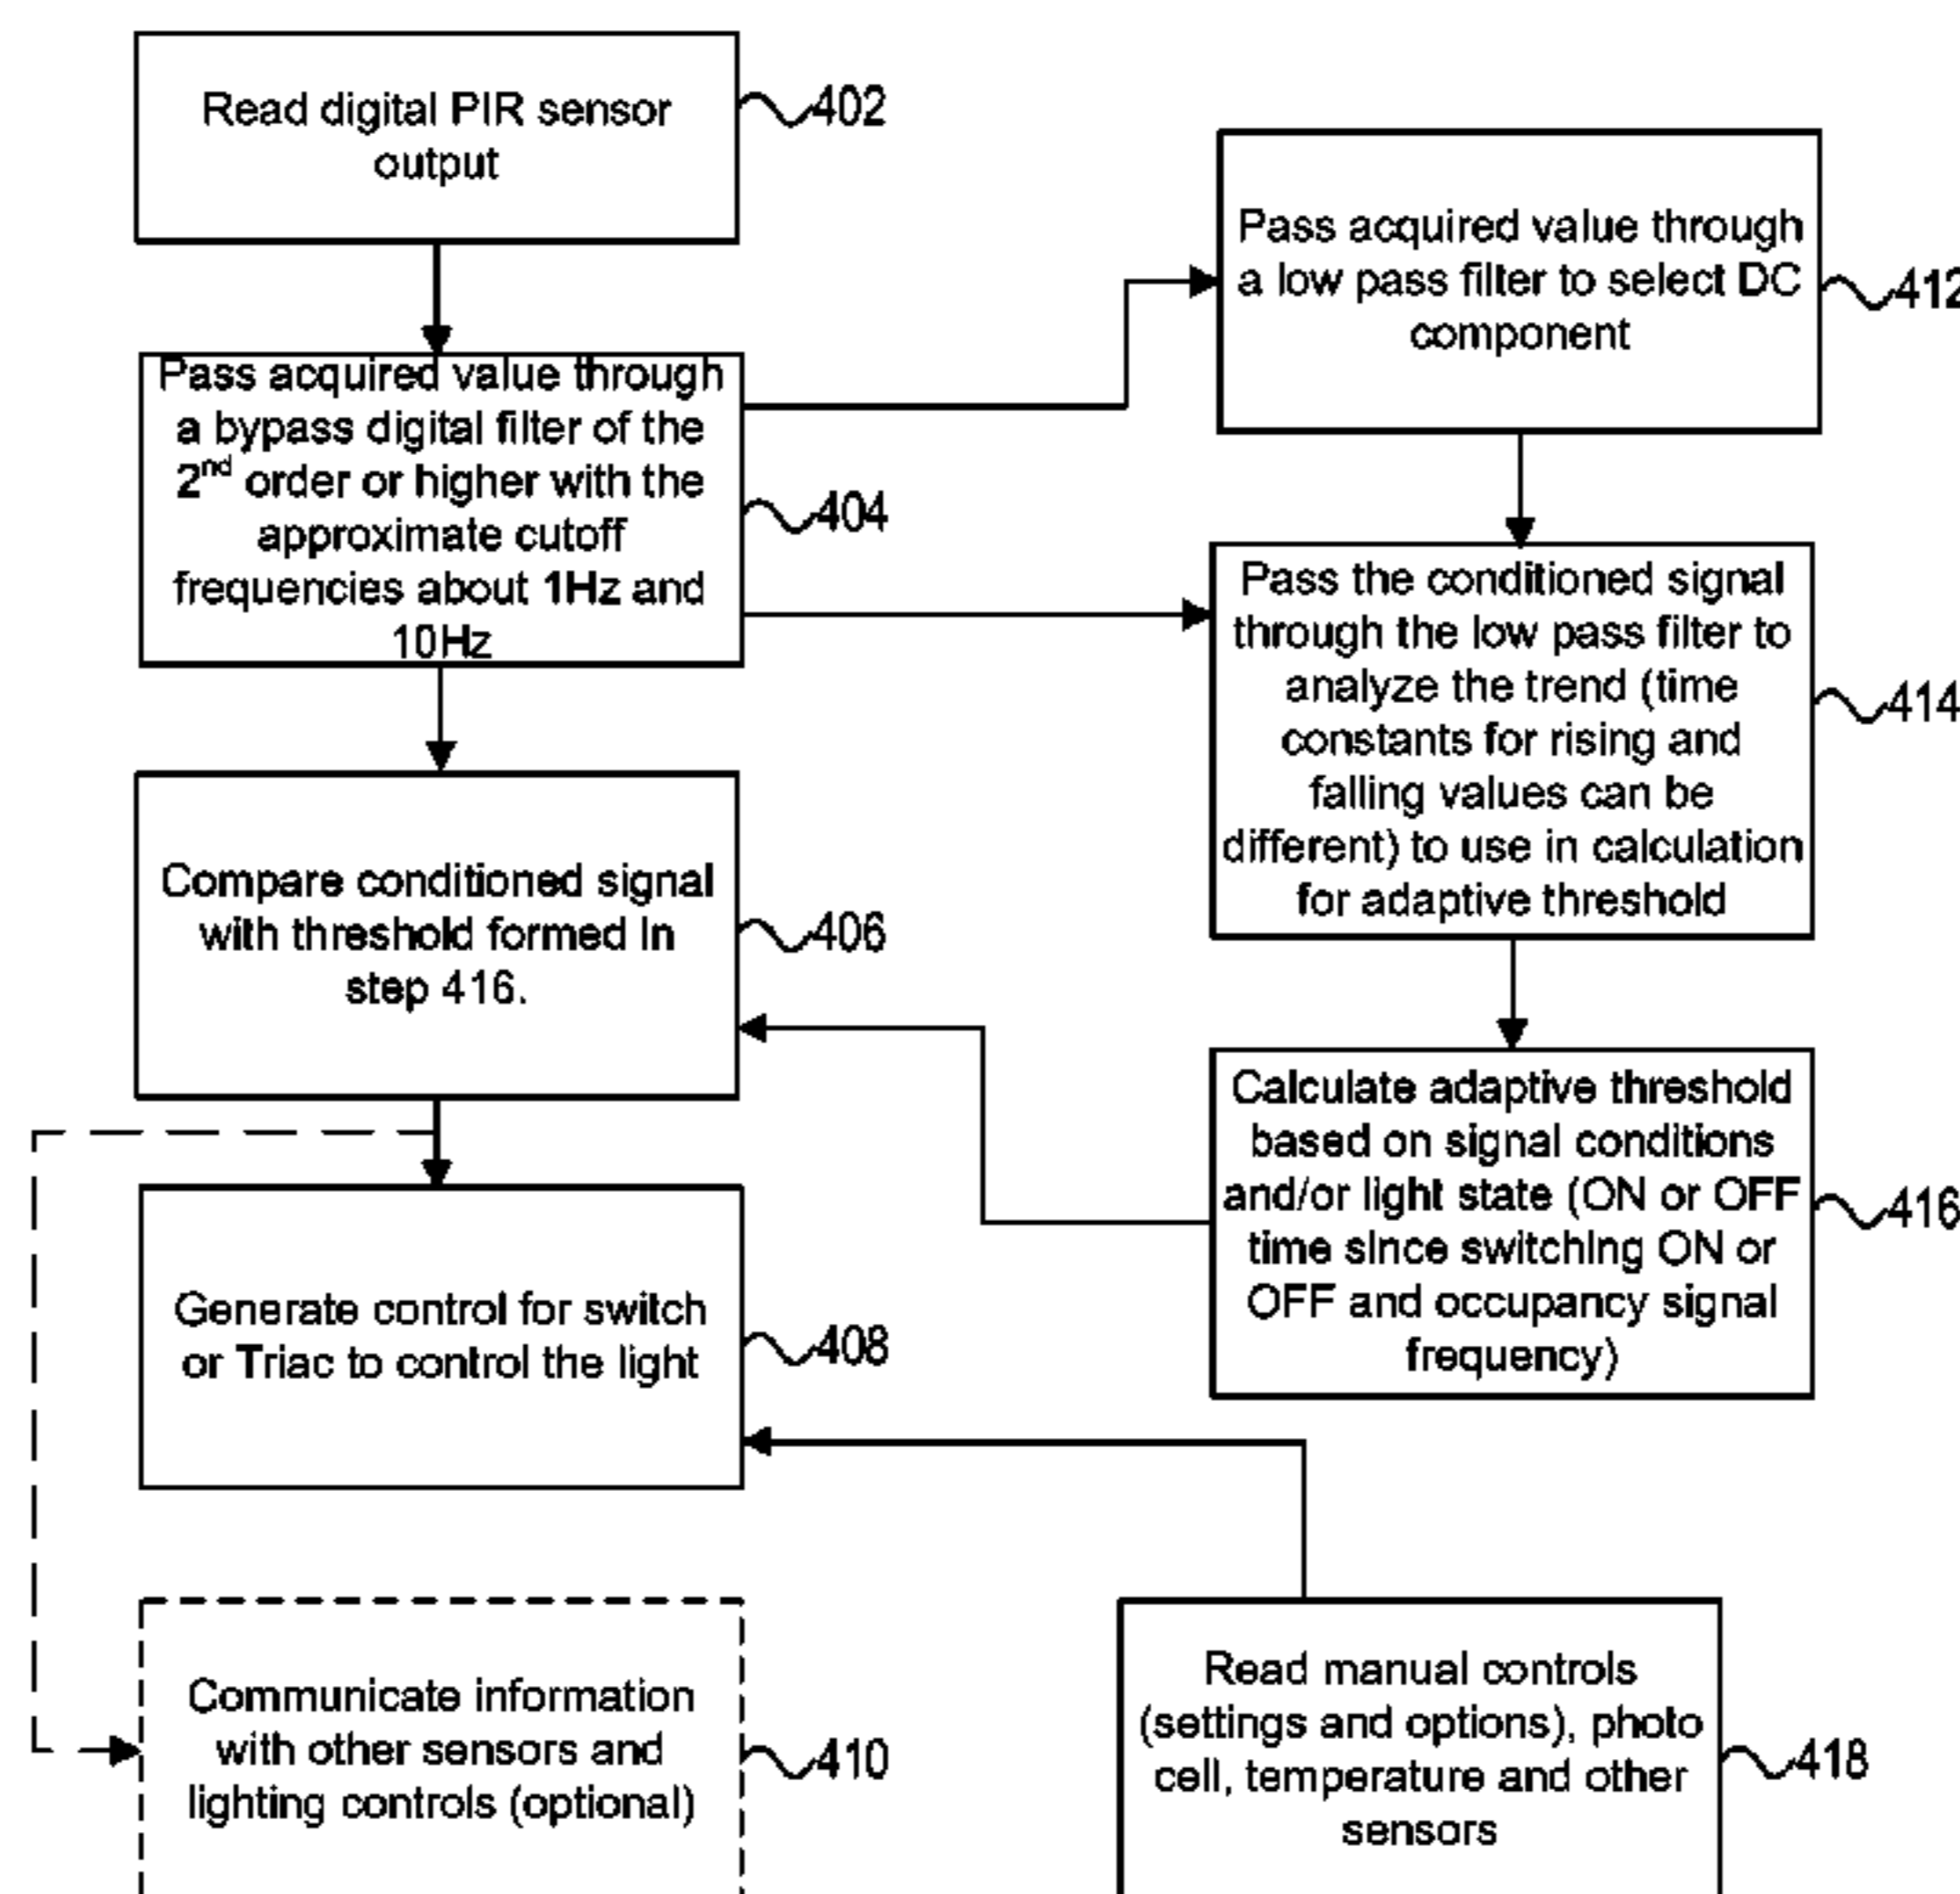 Read digital PIR sensor
output
402
Pass acquired value through
a bypass digital filter of the
2nd order or higher with the
approximate cutoff
frequencies about 1Hz and
10Hz
404
Compare conditioned signal
with threshold formed in
step 416.
406
Generate control for switch
or Triac to control the light
408
Communicate information
with other sensors and
lighting controls (optional)
410
Pass acquired value through
a low pass filter to select DC
component
412
Pass the conditioned signal
through the low pass filter to
analyze the trend (time
constants for rising and
falling values can be
different) to use in calculation
for adaptive threshold
414
Calculate adaptive threshold
based on signal conditions
and/or light state (ON or OFF
time since switching ON or
OFF and occupancy signal
frequency)
416
Read manual controls
(settings and options), photo
cell, temperature and other
sensors
418